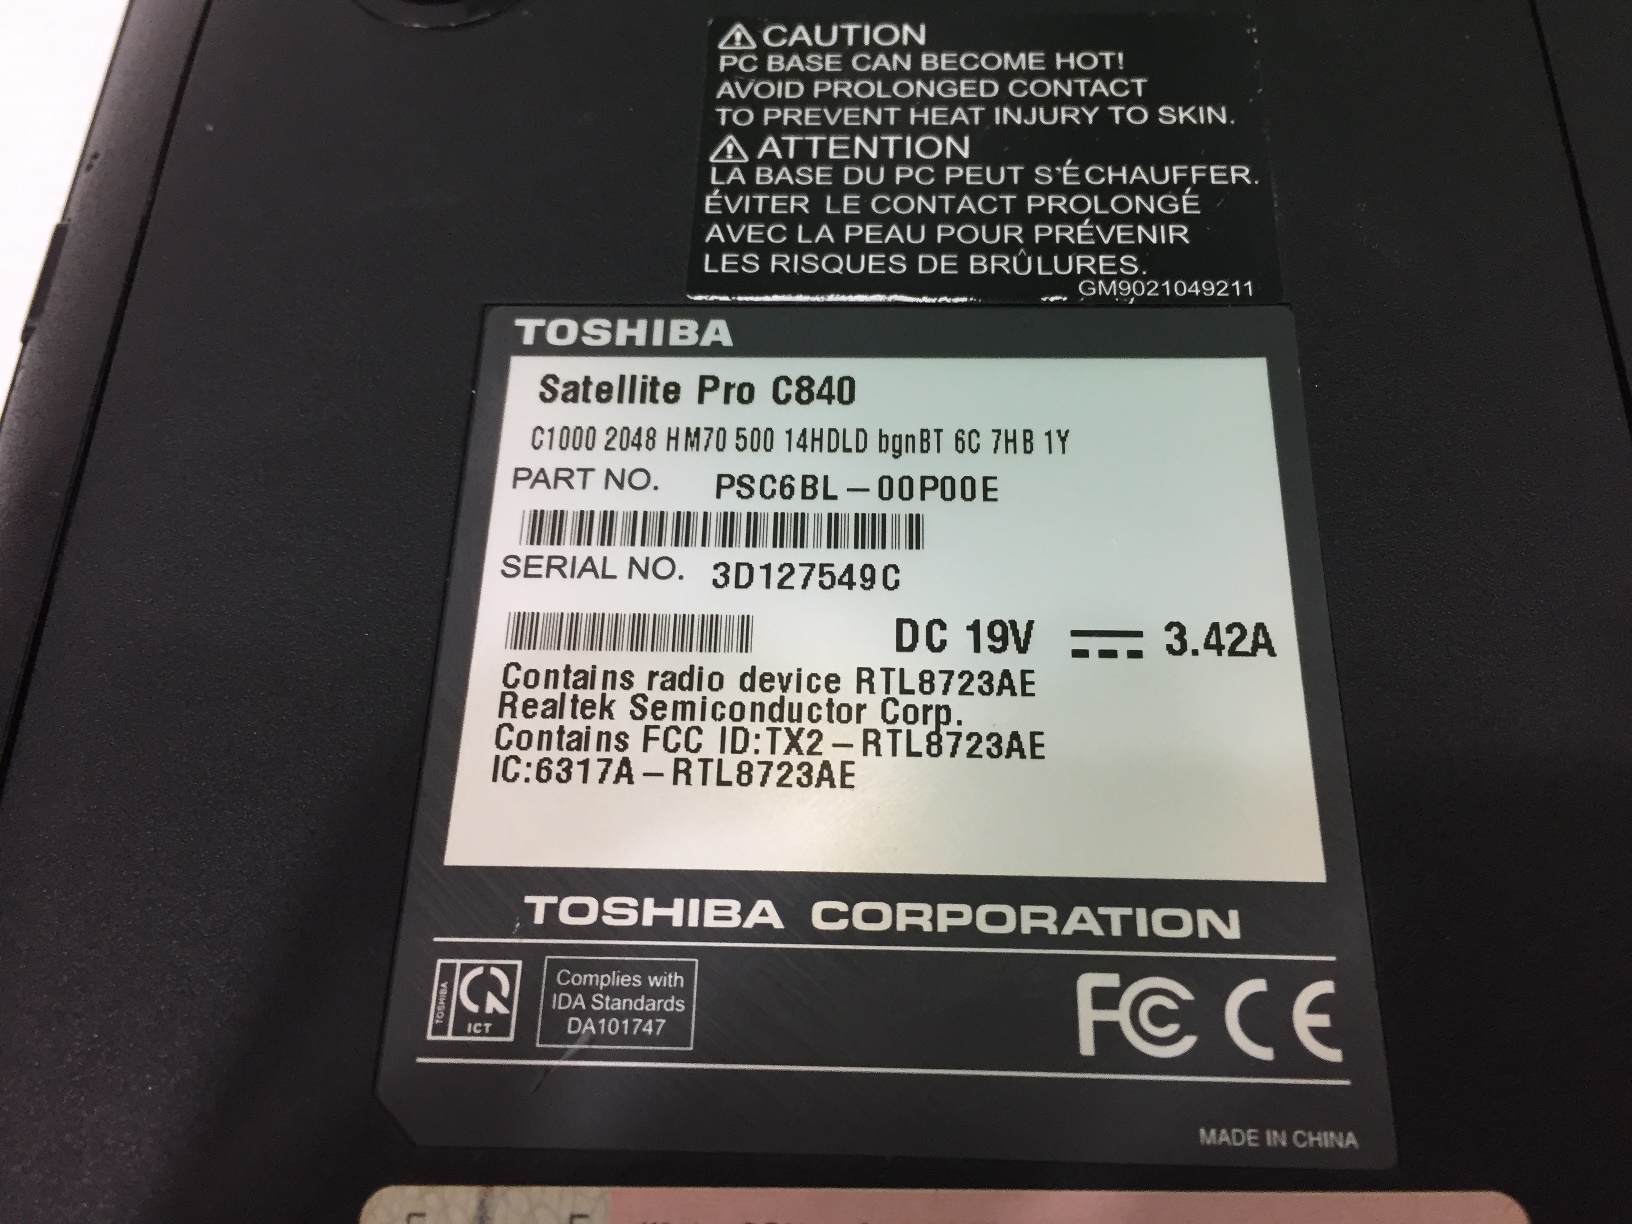 CAUTION
PC BASE CAN BECOME HOT!
AVOID PROLONGED CONTACT
TO PREVENT HEAT INJURY TO SKIN.
ATTENTION
LA BASE DU PC PEUT S'ÉCHAUFFER.
ÉVITER LE CONTACT PROLONGÉ
AVEC LA PEAU POUR PRÉVENIR
LES RISQUES DE BRÛLURES.
GM9021049211
TOSHIBA
Satellite Pro C840
C1000 2048 HM70 500 14HDLD bgnBT 6C 7HB 1Y
PART NO. PSC6BL-00P00E
SERIAL NO. 3D127549C
DC 19V 3.42A
Contains radio device RTL8723AE
Realtek Semiconductor Corp.
Contains FCC ID:TX2-RTL8723AE
IC:6317A-RTL8723AE
TOSHIBA CORPORATION
TOSHIBA
ICT
Complies with
IDA Standards
DA101747
FC CE
MADE IN CHINA